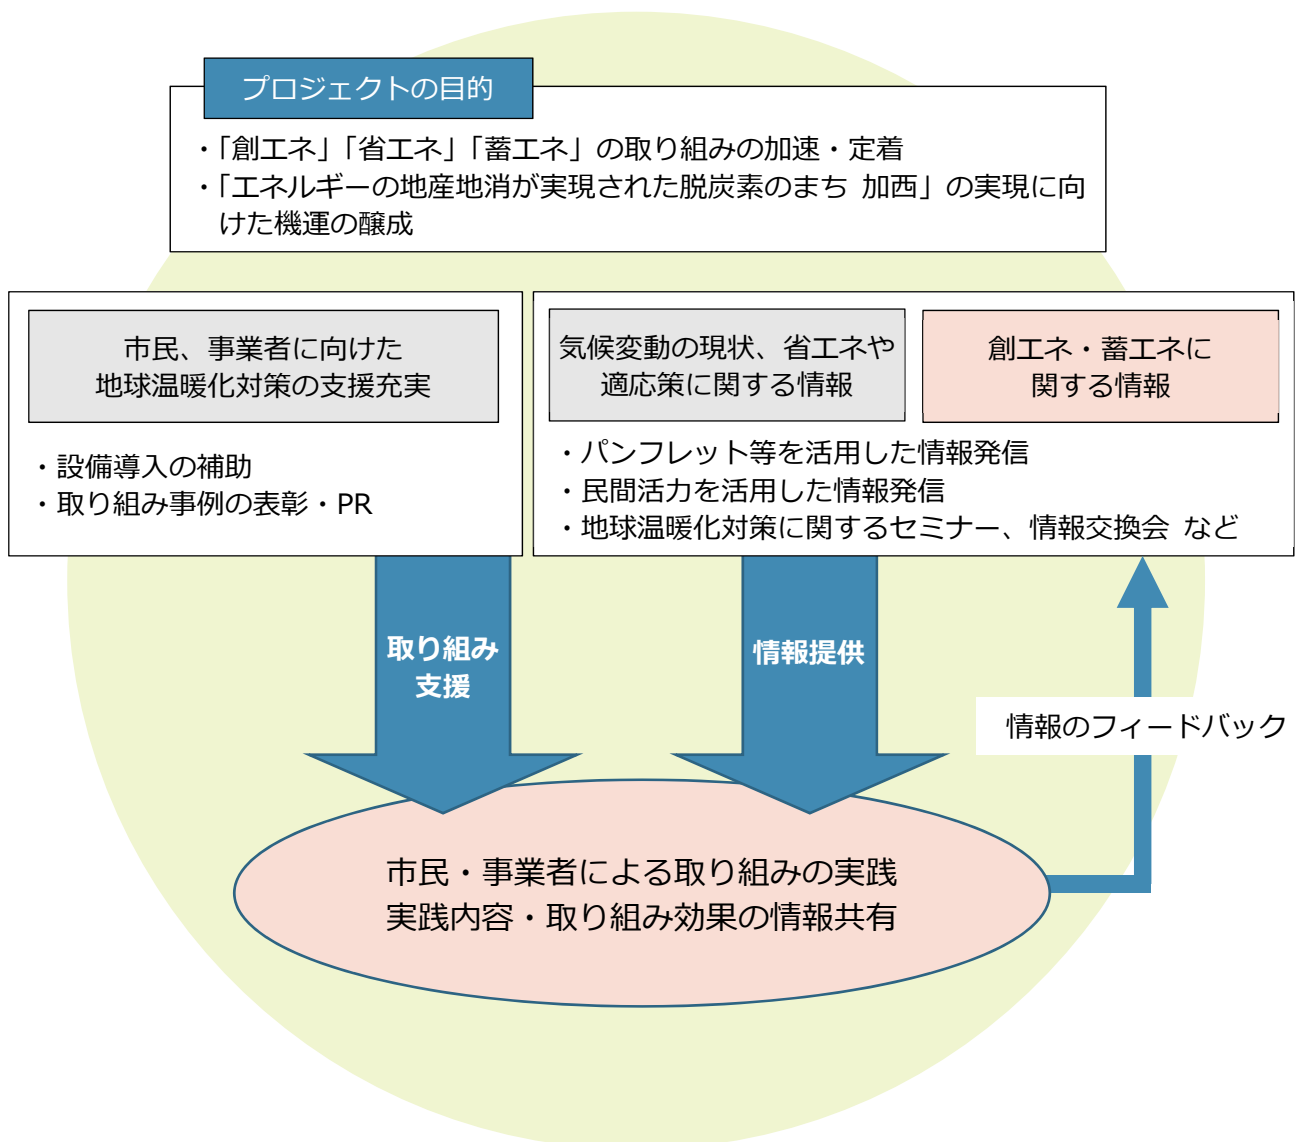 プロジェクトの目的
・「創エネ」「省エネ」「蓄エネ」の取り組みの加速・定着
・「エネルギーの地産地消が実現された脱炭素のまち 加西」の実現に向
けた機運の醸成
市民、事業者に向けた
地球温暖化対策の支援充実
・設備導入の補助
・取り組み事例の表彰・PR
気候変動の現状、省エネや
適応策に関する情報
創エネ・蓄エネに
関する情報
・パンフレット等を活用した情報発信
・民間活力を活用した情報発信
・地球温暖化対策に関するセミナー、情報交換会 など
取り組み
支援
情報提供
情報のフィードバック
市民・事業者による取り組みの実践
実践内容・取り組み効果の情報共有